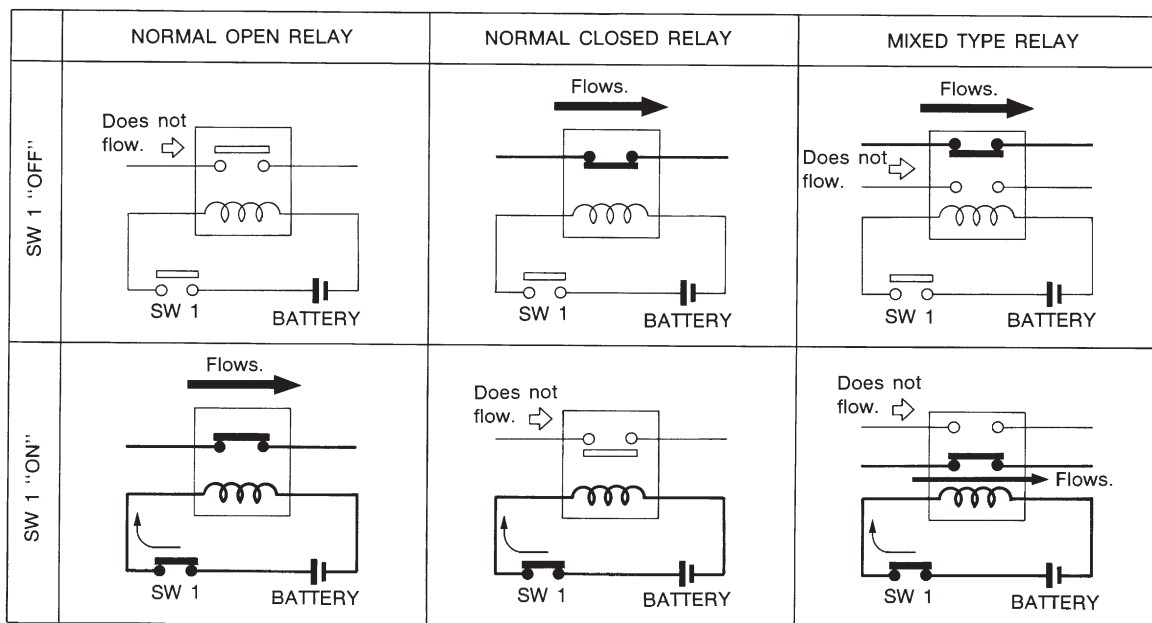 NORMAL OPEN RELAY
NORMAL CLOSED RELAY
MIXED TYPE RELAY
SW 1 "OFF"
Does not
flow.
SW 1
BATTERY
Flows.
SW 1
BATTERY
Flows.
Does not
flow.
SW 1
BATTERY
SW 1 "ON"
Flows.
SW 1
BATTERY
Does not
flow.
SW 1
BATTERY
Does not
flow.
Flows.
SW 1
BATTERY